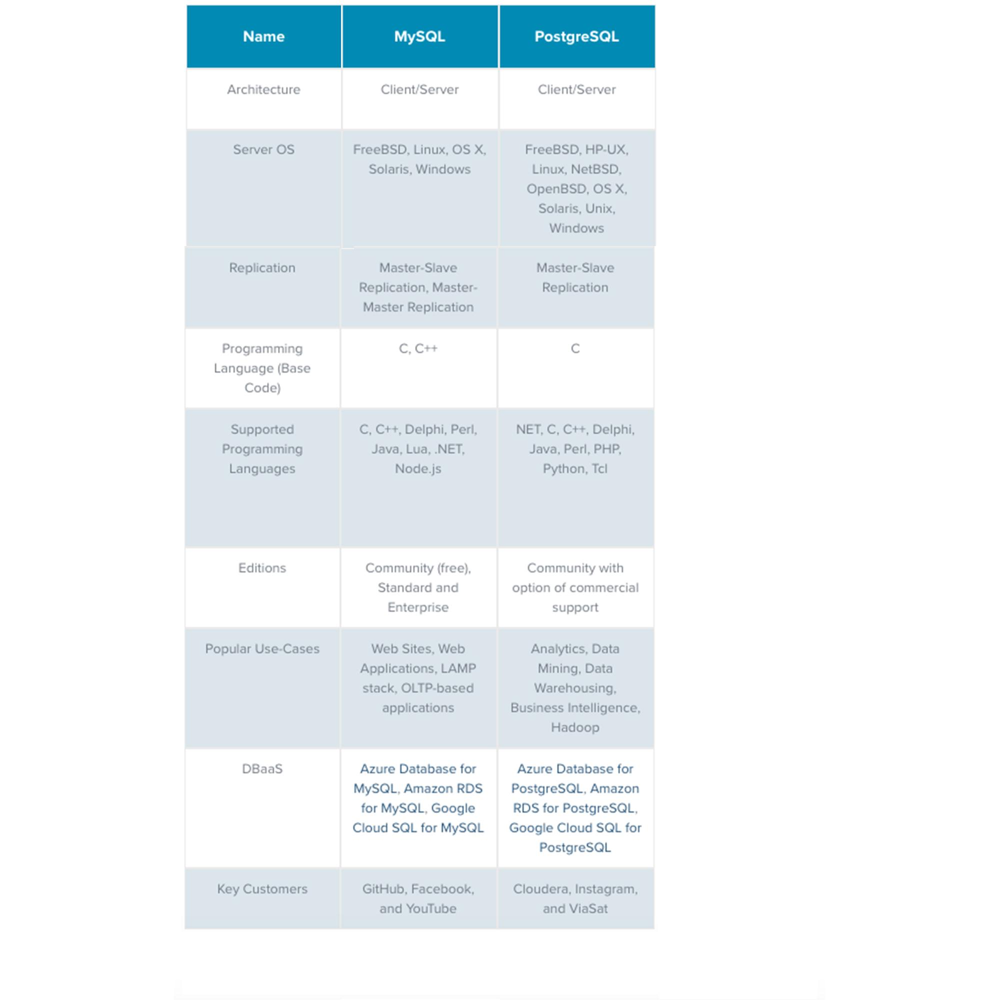 Name MySQL PostgreSQL
Architecture Client/Server Client/Server
Server OS FreeBSD, Linux, OS X, FreeBSD, HP-UX,
Solaris, Windows Linux, NetBSD,
OpenBSD, OS X,
Solaris, Unix,
Windows
Replication Master-Slave Master-Slave
Replication, Master- Replication
Master Replication
Programming C, C++ C
Language (Base
Code)
Supported C, C++, Delphi, Perl, NET, C, C++, Delphi,
Programming Java, Lua, .NET, Java, Perl, PHP,
Languages Node.js Python, Tcl
Editions Community (free), Community with
Standard and option of commercial
Enterprise support
Popular Use-Cases Web Sites, Web Analytics, Data
Applications, LAMP Mining, Data
stack, OLTP-based Warehousing,
applications Business Intelligence,
Hadoop
DBaaS Azure Database for Azure Database for
MySQL, Amazon RDS PostgreSQL, Amazon
for MySQL, Google RDS for PostgreSQL,
Cloud SQL for MySQL Google Cloud SQL for
PostgreSQL
Key Customers GitHub, Facebook, Cloudera, Instagram,
and YouTube and ViaSat